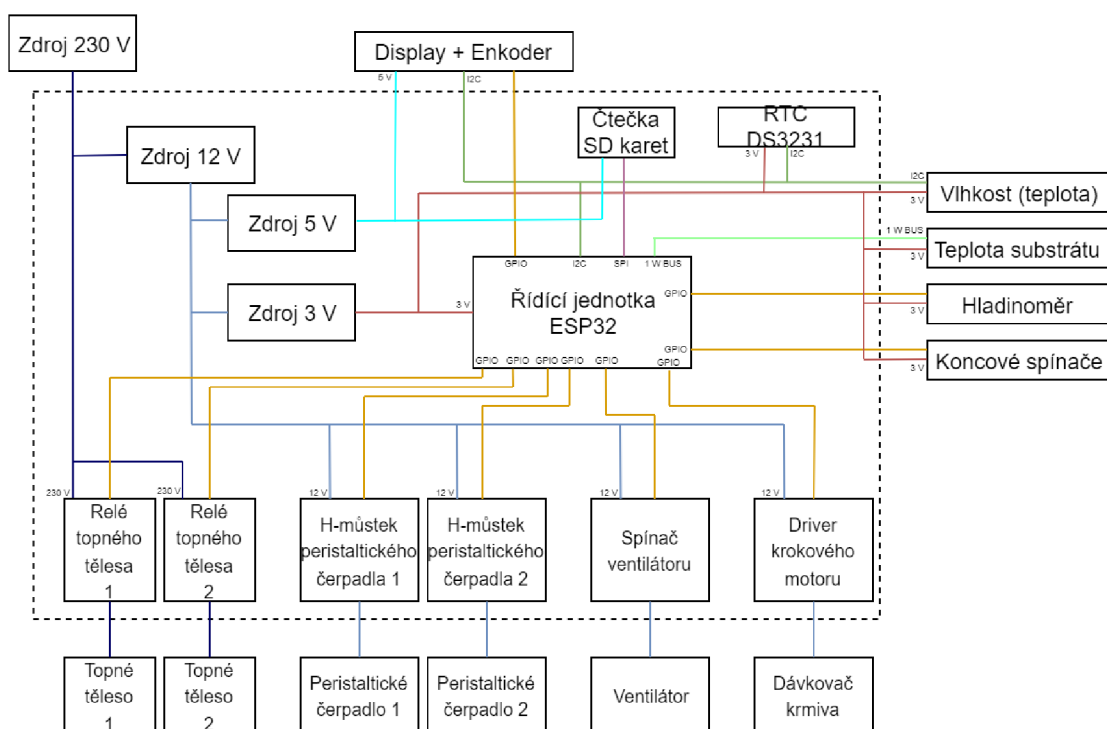 Zdroj 230 V
Display + Enkoder
5 V
I2C
Čtečka
SD karet
RTC
DS3231
3 V
I2C
Zdroj 12 V
I2C
3 V
Vlhkost (teplota)
Zdroj 5 V
1 W BUS
3 V
Teplota substrátu
GPIO
I2C
SPI
1 W BUS
Zdroj 3 V
3 V
Řídící jednotka
ESP32
GPIO
3 V
Hladinoměr
GPIO
3 V
Koncové spínače
GPIO
GPIO
GPIO
GPIO
GPIO
GPIO
230 V
230 V
12 V
12 V
12 V
12 V
Relé
topného
tělesa
1
Relé
topného
tělesa
2
H-můstek
peristaltického
čerpadla 1
H-můstek
peristaltického
čerpadla 2
Spínač
ventilátoru
Driver
krokového
motoru
Topné
těleso
1
Topné
těleso
2
Peristaltické
čerpadlo 1
Peristaltické
čerpadlo 2
Ventilátor
Dávkovač
krmiva